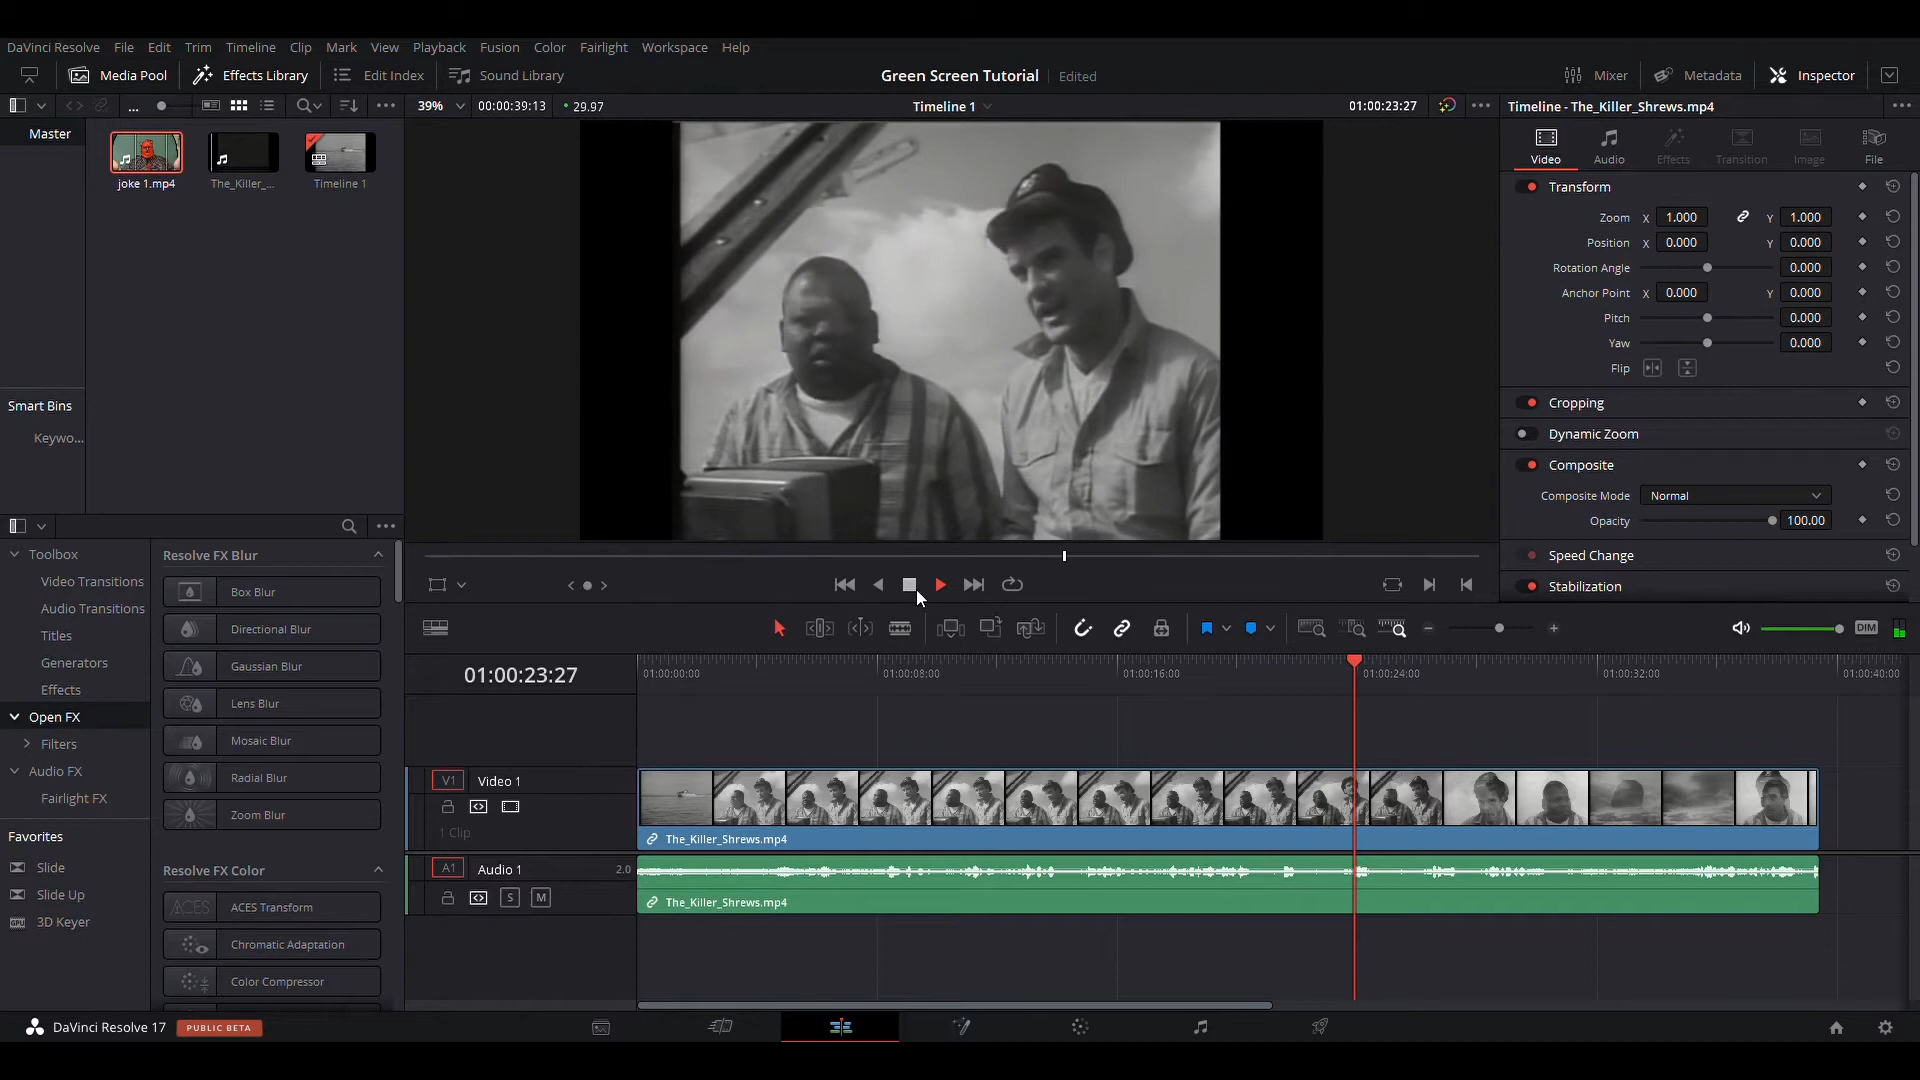 DaVinci Resolve File Edit Trim Timeline Clip Mark View Playback Fusion Color Fairlight Workspace Help
Media Pool Effects Library Edit Index Sound Library Green Screen Tutorial Edited Mixer Metadata Inspector
... 39% 00:00:39:13 29.97 Timeline 1 01:00:23:27 Timeline - The_Killer_Shrews.mp4
Master
joke 1.mp4 The_Killer_... Timeline 1
Video Audio Effects Transition Image File
Transform
Zoom X 1.000 Y 1.000
Position X 0.000 Y 0.000
Rotation Angle 0.000
Anchor Point X 0.000 Y 0.000
Pitch 0.000
Yaw 0.000
Flip
Cropping
Dynamic Zoom
Composite
Composite Mode Normal
Opacity 100.00
Speed Change
Stabilization
Smart Bins
Keywo...
Toolbox
Video Transitions
Audio Transitions
Titles
Generators
Effects
Open FX
Filters
Audio FX
Fairlight FX
Favorites
Slide
Slide Up
3D Keyer
Resolve FX Blur
Box Blur
Directional Blur
Gaussian Blur
Lens Blur
Mosaic Blur
Radial Blur
Zoom Blur
Resolve FX Color
ACES ACES Transform
Chromatic Adaptation
Color Compressor
DIM
01:00:23:27 01:00:00:00 01:00:08:00 01:00:16:00 01:00:24:00 01:00:32:00 01:00:40:00
V1 Video 1
1 Clip
The_Killer_Shrews.mp4
A1 Audio 1 2.0
S M
The_Killer_Shrews.mp4
DaVinci Resolve 17 PUBLIC BETA